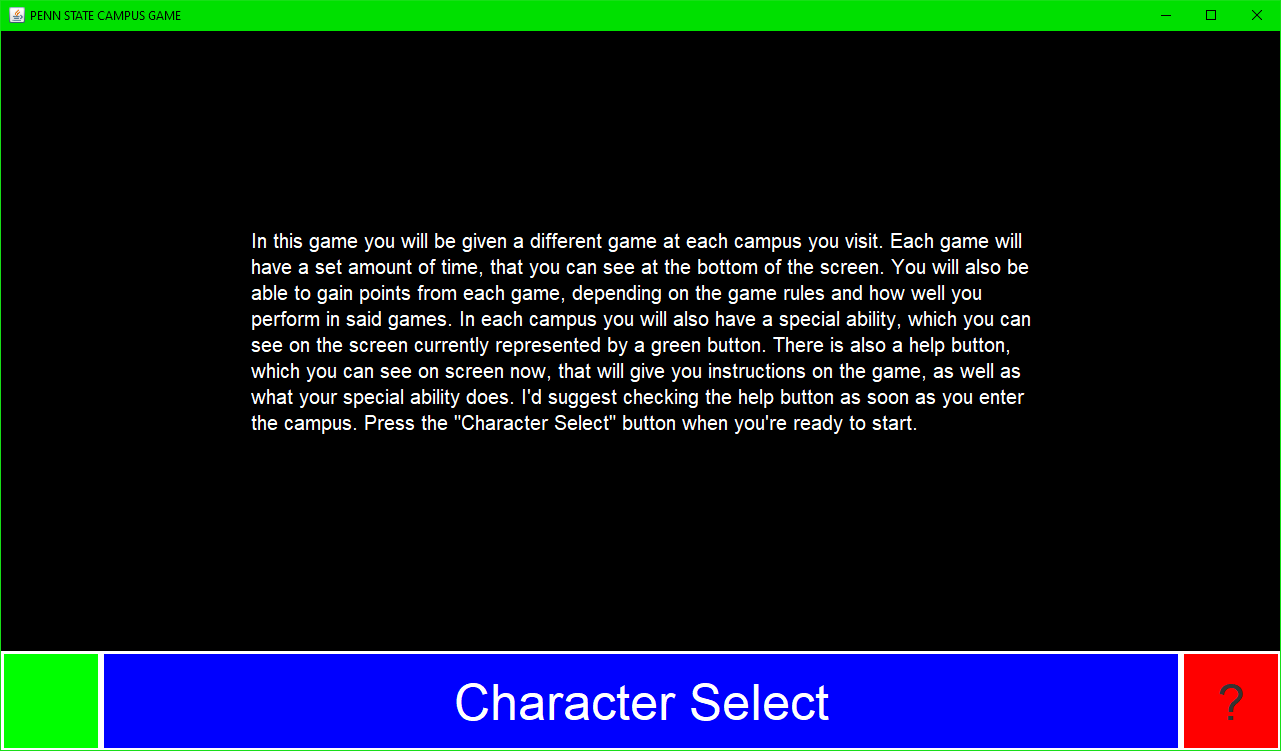 PENN STATE CAMPUS GAME
In this game you will be given a different game at each campus you visit. Each game will
have a set amount of time, that you can see at the bottom of the screen. You will also be
able to gain points from each game, depending on the game rules and how well you
perform in said games. In each campus you will also have a special ability, which you can
see on the screen currently represented by a green button. There is also a help button,
which you can see on screen now, that will give you instructions on the game, as well as
what your special ability does. I'd suggest checking the help button as soon as you enter
the campus. Press the "Character Select" button when you're ready to start.
Character Select
?